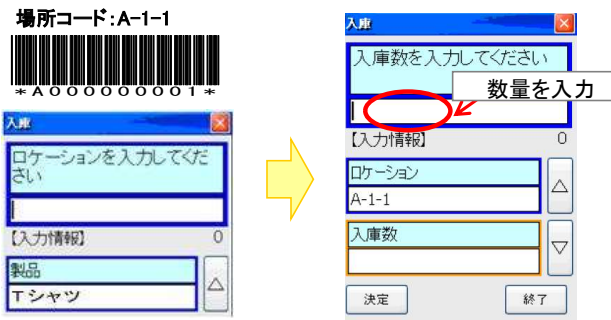 場所コード:A-1-1
*A000000001*
入庫
ロケーションを入力してくだ
さい
【入力情報】 0
製品
Tシャツ
入庫
入庫数を入力してください
数量を入力
【入力情報】 0
ロケーション
A-1-1
入庫数
決定 終了